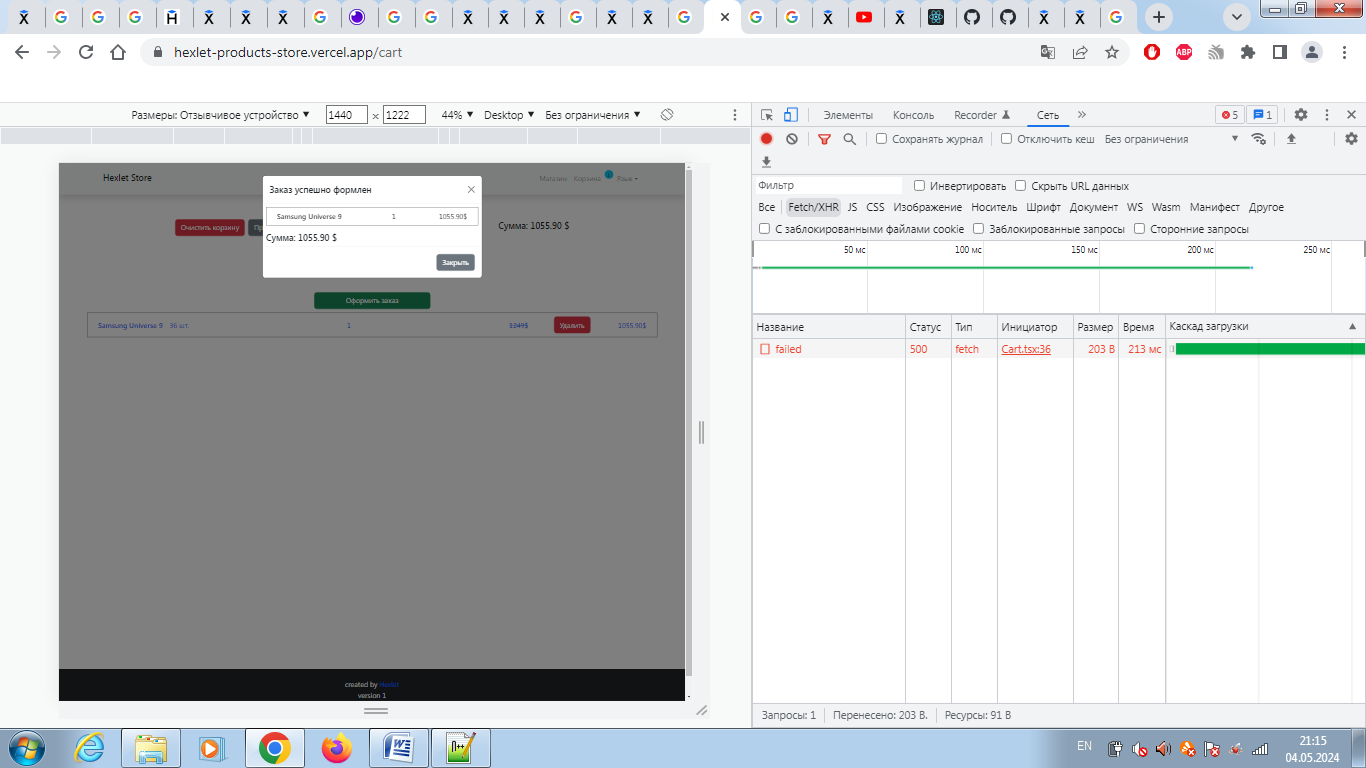 hexlet-products-store.vercel.app/cart
ABP
Размеры: Отзывчивое устройство ▼ 1440 × 1222 44% ▼ Desktop ▼ Без ограничения ▼
Hexlet Store
Магазин Корзина Язык
Заказ успешно формлен ×
Samsung Universe 9 1 1055.90$
Сумма: 1055.90 $
Закрыть
Очистить корзину Пр
Сумма: 1055.90 $
Оформить заказ
Samsung Universe 9 36 шт. 1 1249$ Удалить 1055.90$
created by Hexlet
version 1
Элементы Консоль Recorder Сеть » 5 1
Сохранять журнал Отключить кеш Без ограничения ▼
Фильтр Инвертировать Скрыть URL данных
Все Fetch/XHR JS CSS Изображение Носитель Шрифт Документ WS Wasm Манифест Другое
С заблокированными файлами cookie Заблокированные запросы Сторонние запросы
50 мс 100 мс 150 мс 200 мс 250 мс
Название Статус Тип Инициатор Размер Время Каскад загрузки ▲
failed 500 fetch Cart.tsx:36 203 B 213 мс
Запросы: 1 Перенесено: 203 B. Ресурсы: 91 B
EN 21:15
04.05.2024